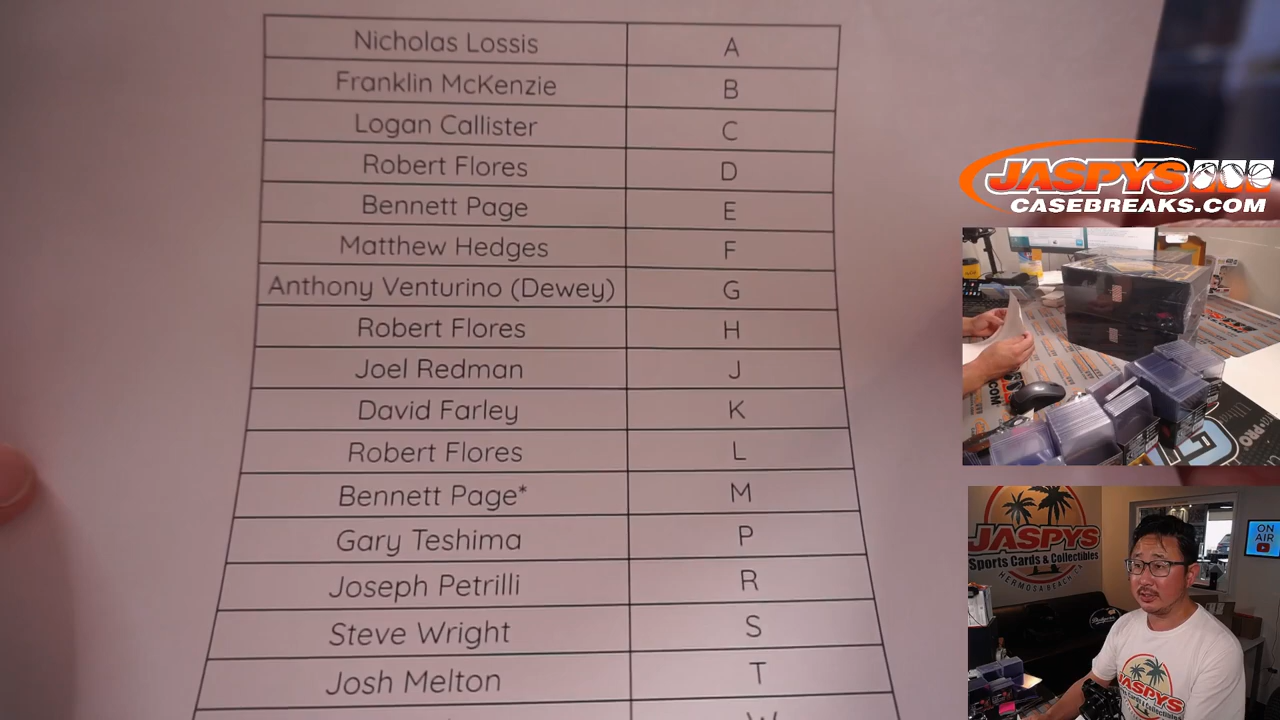 Nicholas Lossis A
Franklin McKenzie B
Logan Callister C
Robert Flores D
Bennett Page E
Matthew Hedges F
Anthony Venturino (Dewey) G
Robert Flores H
Joel Redman J
David Farley K
Robert Flores L
Bennett Page* M
Gary Teshima P
Joseph Petrilli R
Steve Wright S
Josh Melton T
W
JASPYS
CASEBREAKS.COM
JASPYS
Sports Cards & Collectibles
HERMOSA BEACH CA
ON
AIR
JASPYS